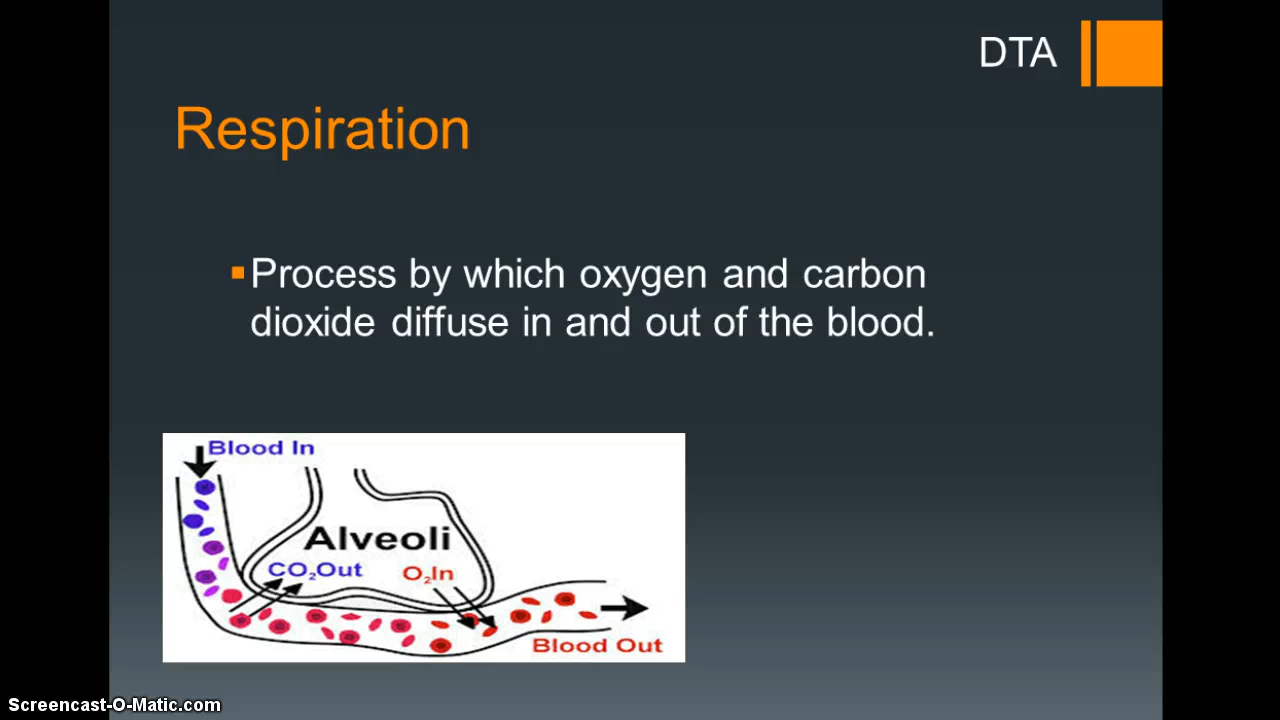 DTA
Respiration
Process by which oxygen and carbon
dioxide diffuse in and out of the blood.
Blood In
Alveoli
CO₂Out O₂In
Blood Out
Screencast-O-Matic.com